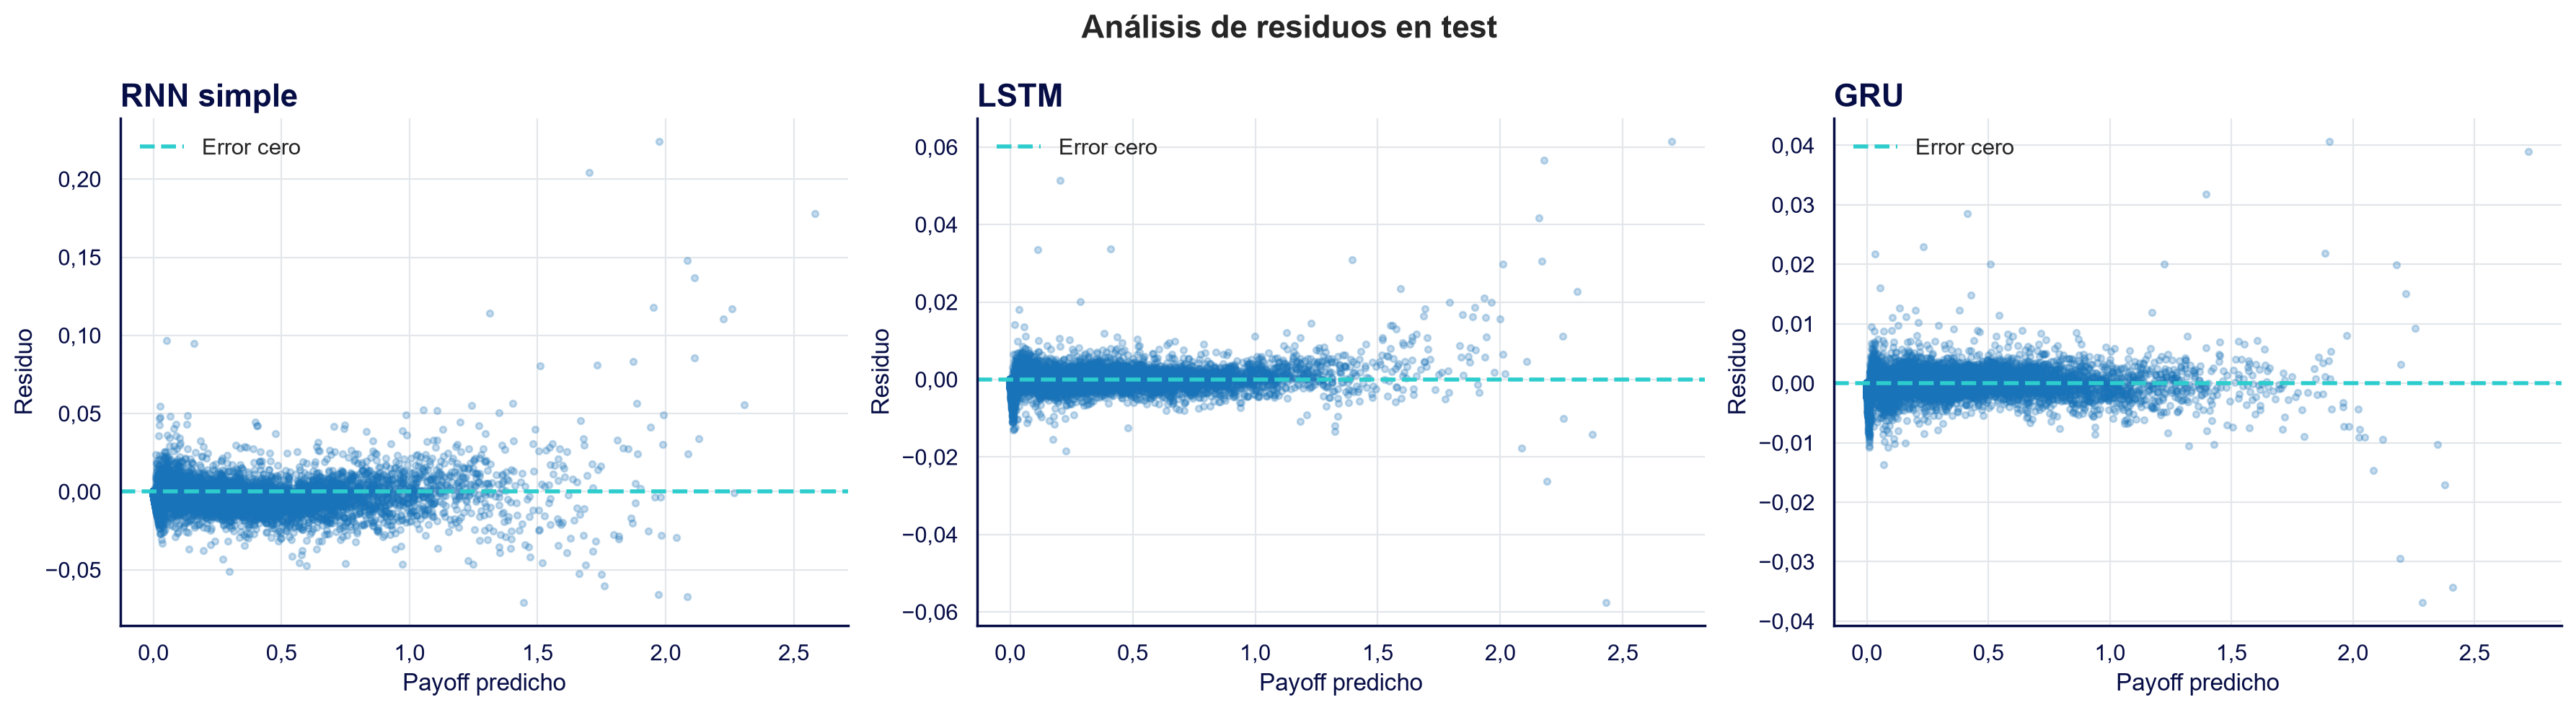 Análisis de residuos en test
RNN simple
Error cero
0,20
0,15
0,10
0,05
0,00
−0,05
Residuo
0,0 0,5 1,0 1,5 2,0 2,5
Payoff predicho
LSTM
Error cero
0,06
0,04
0,02
0,00
−0,02
−0,04
−0,06
Residuo
0,0 0,5 1,0 1,5 2,0 2,5
Payoff predicho
GRU
Error cero
0,04
0,03
0,02
0,01
0,00
−0,01
−0,02
−0,03
−0,04
Residuo
0,0 0,5 1,0 1,5 2,0 2,5
Payoff predicho